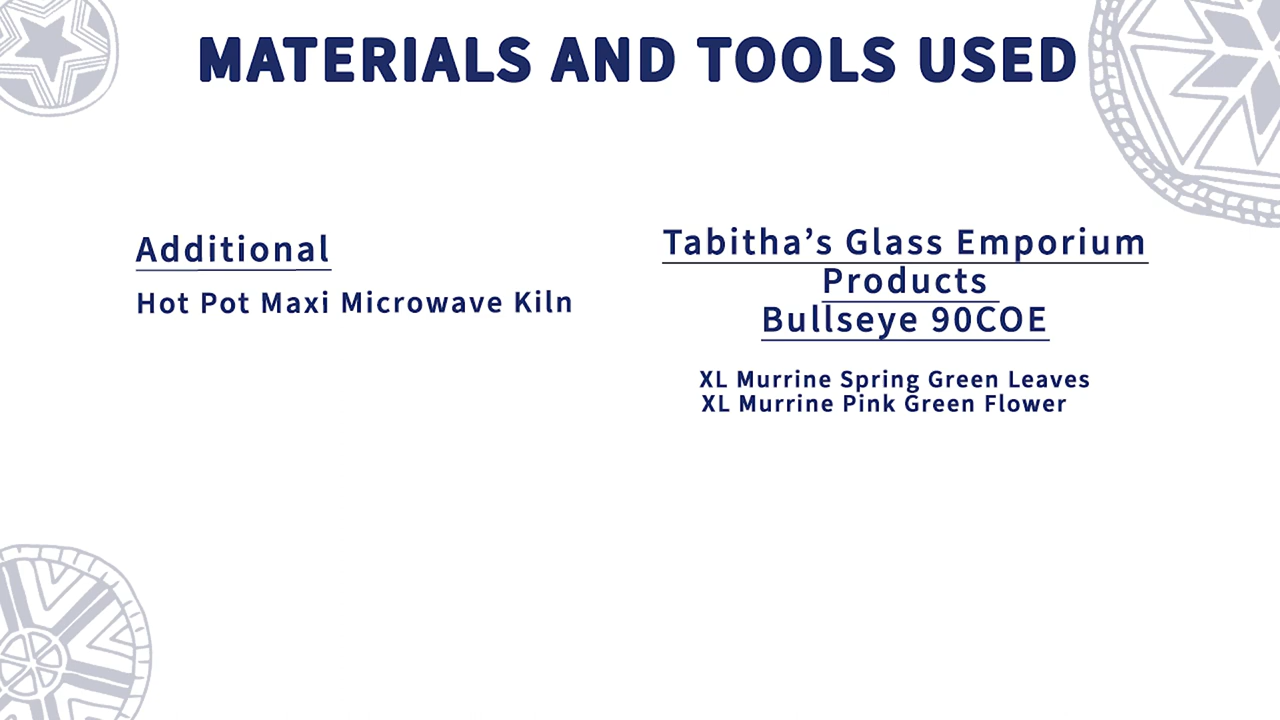 MATERIALS AND TOOLS USED
Additional
Hot Pot Maxi Microwave Kiln
Tabitha’s Glass Emporium
Products
Bullseye 90COE
XL Murrine Spring Green Leaves
XL Murrine Pink Green Flower